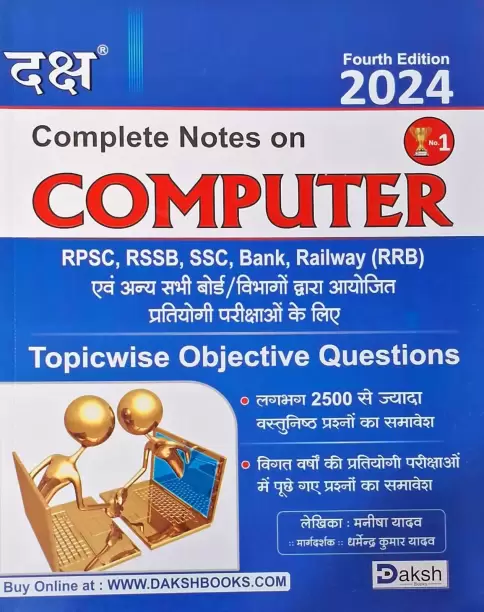 दक्ष®
Fourth Edition
2024
Complete Notes on
No.1
COMPUTER
RPSC, RSSB, SSC, Bank, Railway (RRB)
एवं अन्य सभी बोर्ड/विभागों द्वारा आयोजित
प्रतियोगी परीक्षाओं के लिए
Topicwise Objective Questions
• लगभग 2500 से ज्यादा
वस्तुनिष्ठ प्रश्नों का समावेश
• विगत वर्षों की प्रतियोगी परीक्षाओं
में पूछे गए प्रश्नों का समावेश
लेखिका : मनीषा यादव
:: मार्गदर्शक :: धर्मेन्द्र कुमार यादव
Buy Online at : WWW.DAKSHBOOKS.COM
Daksh
Books